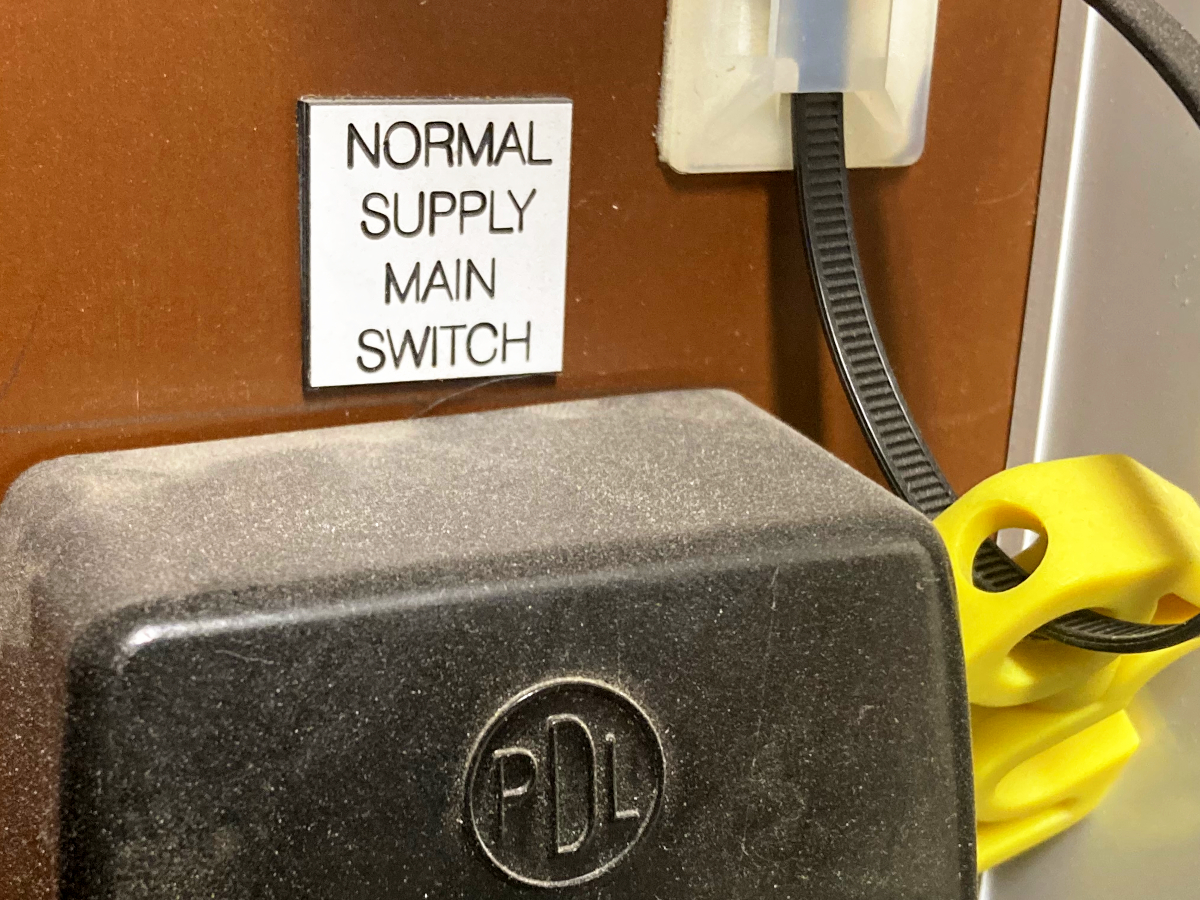 NORMAL
SUPPLY
MAIN
SWITCH
PDL